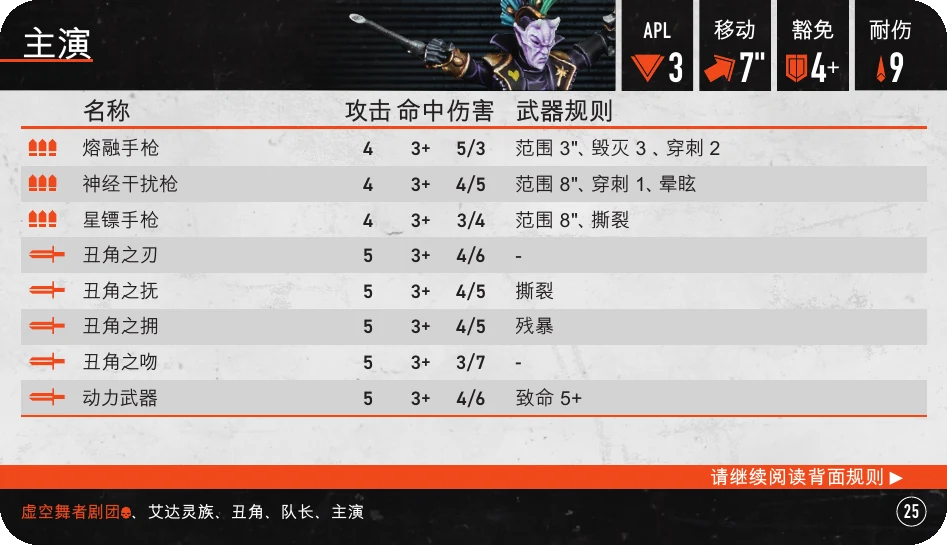 主演
APL 移动 豁免 耐伤
3 7" 4+ 9
名称 攻击 命中 伤害 武器规则
熔融手枪 4 3+ 5/3 范围 3"、毁灭 3 、穿刺 2
神经干扰枪 4 3+ 4/5 范围 8"、穿刺 1、晕眩
星镖手枪 4 3+ 3/4 范围 8"、撕裂
丑角之刃 5 3+ 4/6 -
丑角之抚 5 3+ 4/5 撕裂
丑角之拥 5 3+ 4/5 残暴
丑角之吻 5 3+ 3/7 -
动力武器 5 3+ 4/6 致命 5+
请继续阅读背面规则 ▶
虚空舞者剧团、艾达灵族、丑角、队长、主演 25